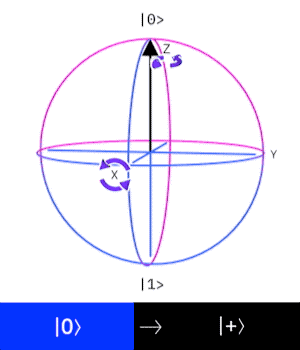 |0>
Z
Y
X
|1>
|0⟩ → |+⟩